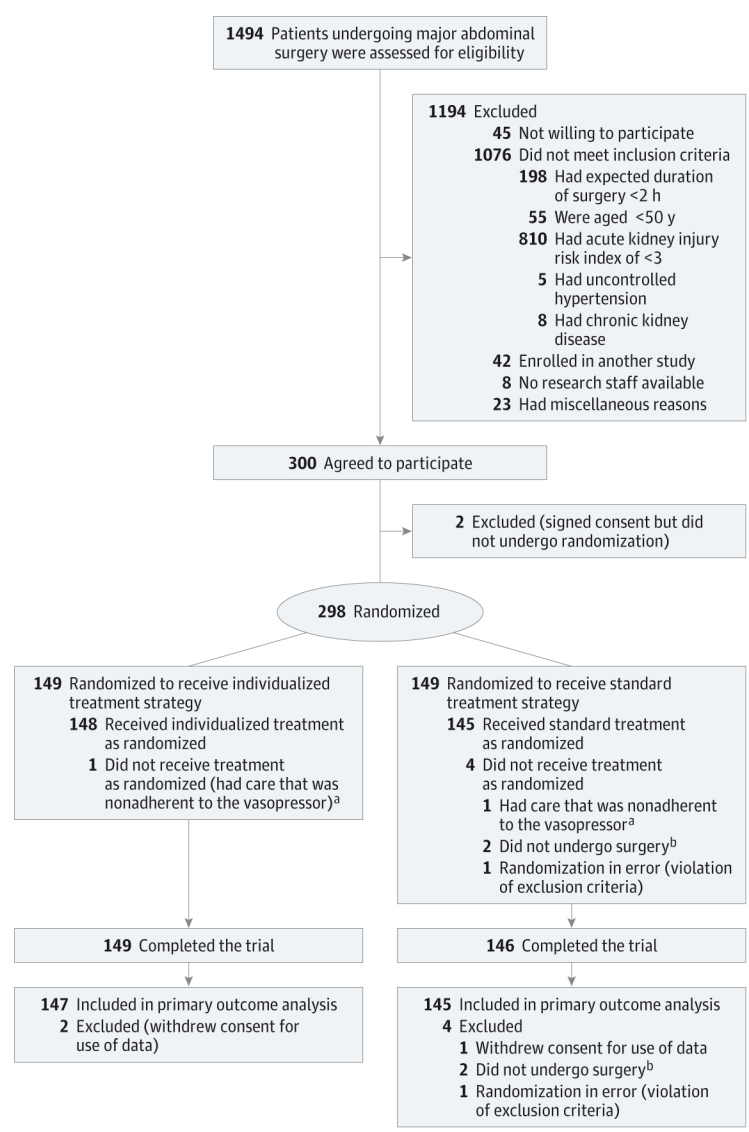 1494 Patients undergoing major abdominal
surgery were assessed for eligibility
1194 Excluded
45 Not willing to participate
1076 Did not meet inclusion criteria
198 Had expected duration
of surgery <2 h
55 Were aged <50 y
810 Had acute kidney injury
risk index of <3
5 Had uncontrolled
hypertension
8 Had chronic kidney
disease
42 Enrolled in another study
8 No research staff available
23 Had miscellaneous reasons
300 Agreed to participate
2 Excluded (signed consent but did
not undergo randomization)
298 Randomized
149 Randomized to receive individualized
treatment strategy
148 Received individualized treatment
as randomized
1 Did not receive treatment
as randomized (had care that was
nonadherent to the vasopressor)a
149 Randomized to receive standard
treatment strategy
145 Received standard treatment
as randomized
4 Did not receive treatment
as randomized
1 Had care that was nonadherent
to the vasopressora
2 Did not undergo surgeryb
1 Randomization in error (violation
of exclusion criteria)
149 Completed the trial
146 Completed the trial
147 Included in primary outcome analysis
2 Excluded (withdrew consent for
use of data)
145 Included in primary outcome analysis
4 Excluded
1 Withdrew consent for use of data
2 Did not undergo surgeryb
1 Randomization in error (violation
of exclusion criteria)